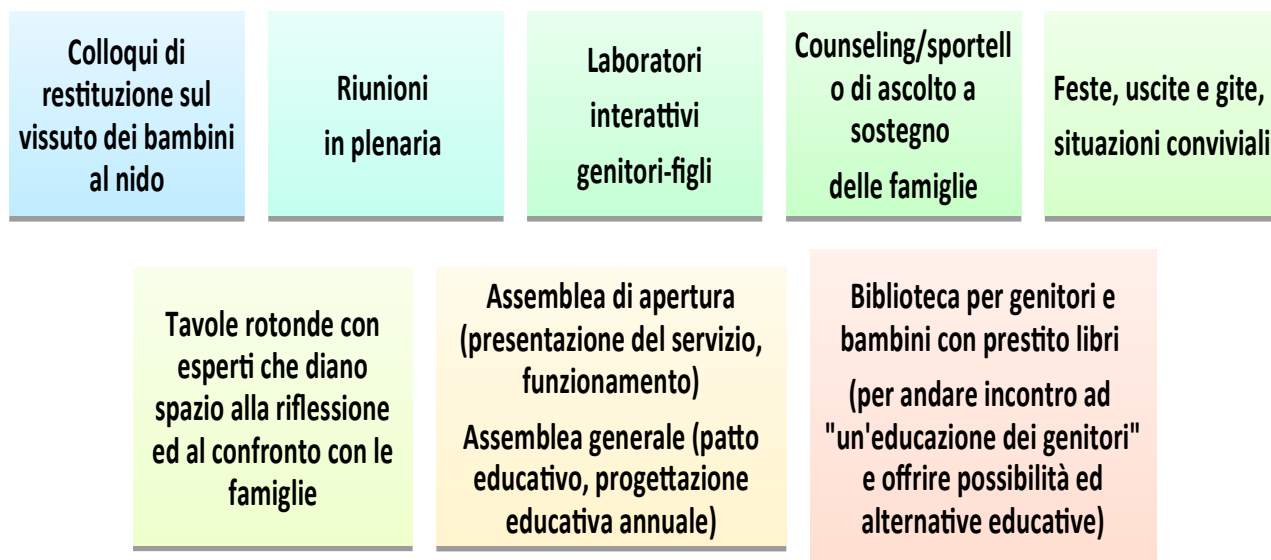 Colloqui di
restituzione sul
vissuto dei bambini
al nido
Riunioni
in plenaria
Laboratori
interattivi
genitori-figli
Counseling/sportell
o di ascolto a
sostegno
delle famiglie
Feste, uscite e gite,
situazioni conviviali
Tavole rotonde con
esperti che diano
spazio alla riflessione
ed al confronto con le
famiglie
Assemblea di apertura
(presentazione del servizio,
funzionamento)
Assemblea generale (patto
educativo, progettazione
educativa annuale)
Biblioteca per genitori e
bambini con prestito libri
(per andare incontro ad
"un'educazione dei genitori"
e offrire possibilità ed
alternative educative)